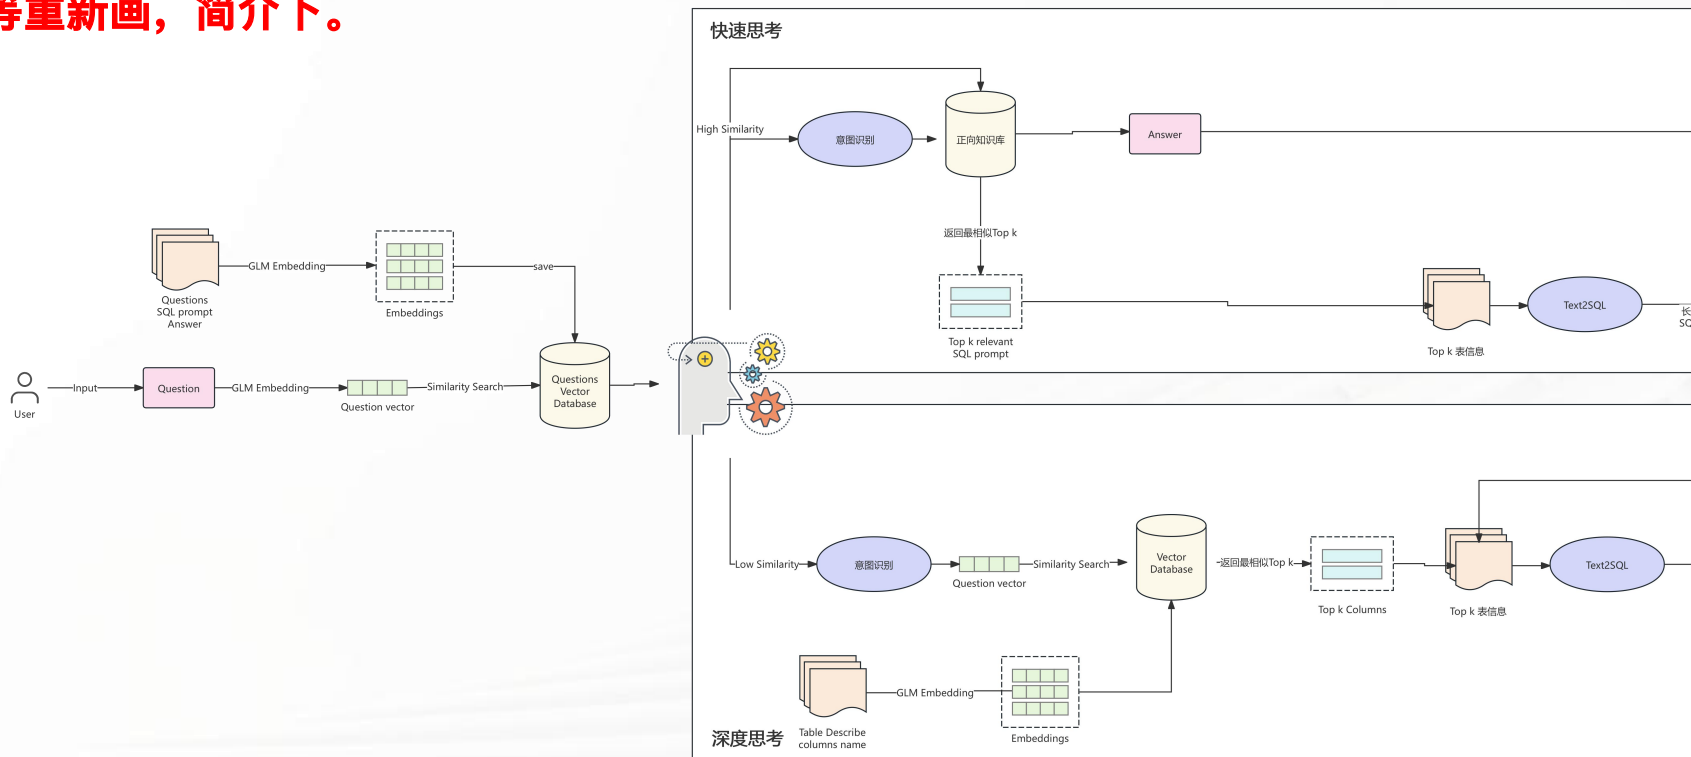 等重新画，简介下。
快速思考
High Similarity
意图识别
正向知识库
Answer
返回最相似Top k
Top k relevant
SQL prompt
Top k 表信息
Text2SQL
长
SQ
Questions
SQL prompt
Answer
GLM Embedding
Embeddings
save
User
Input
Question
GLM Embedding
Question vector
Similarity Search
Questions
Vector
Database
Low Similarity
意图识别
Question vector
Similarity Search
Vector
Database
返回最相似Top k
Top k Columns
Top k 表信息
Text2SQL
Table Describe
columns name
GLM Embedding
Embeddings
深度思考